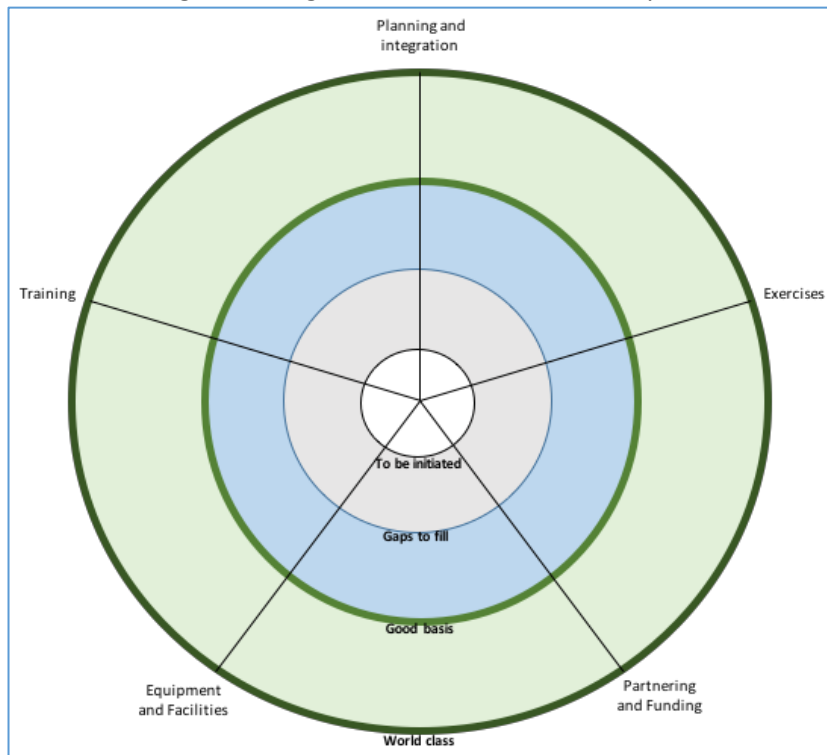 Planning and
integration
Training
Exercises
To be initiated
Gaps to fill
Good basis
Equipment
and Facilities
Partnering
and Funding
World class